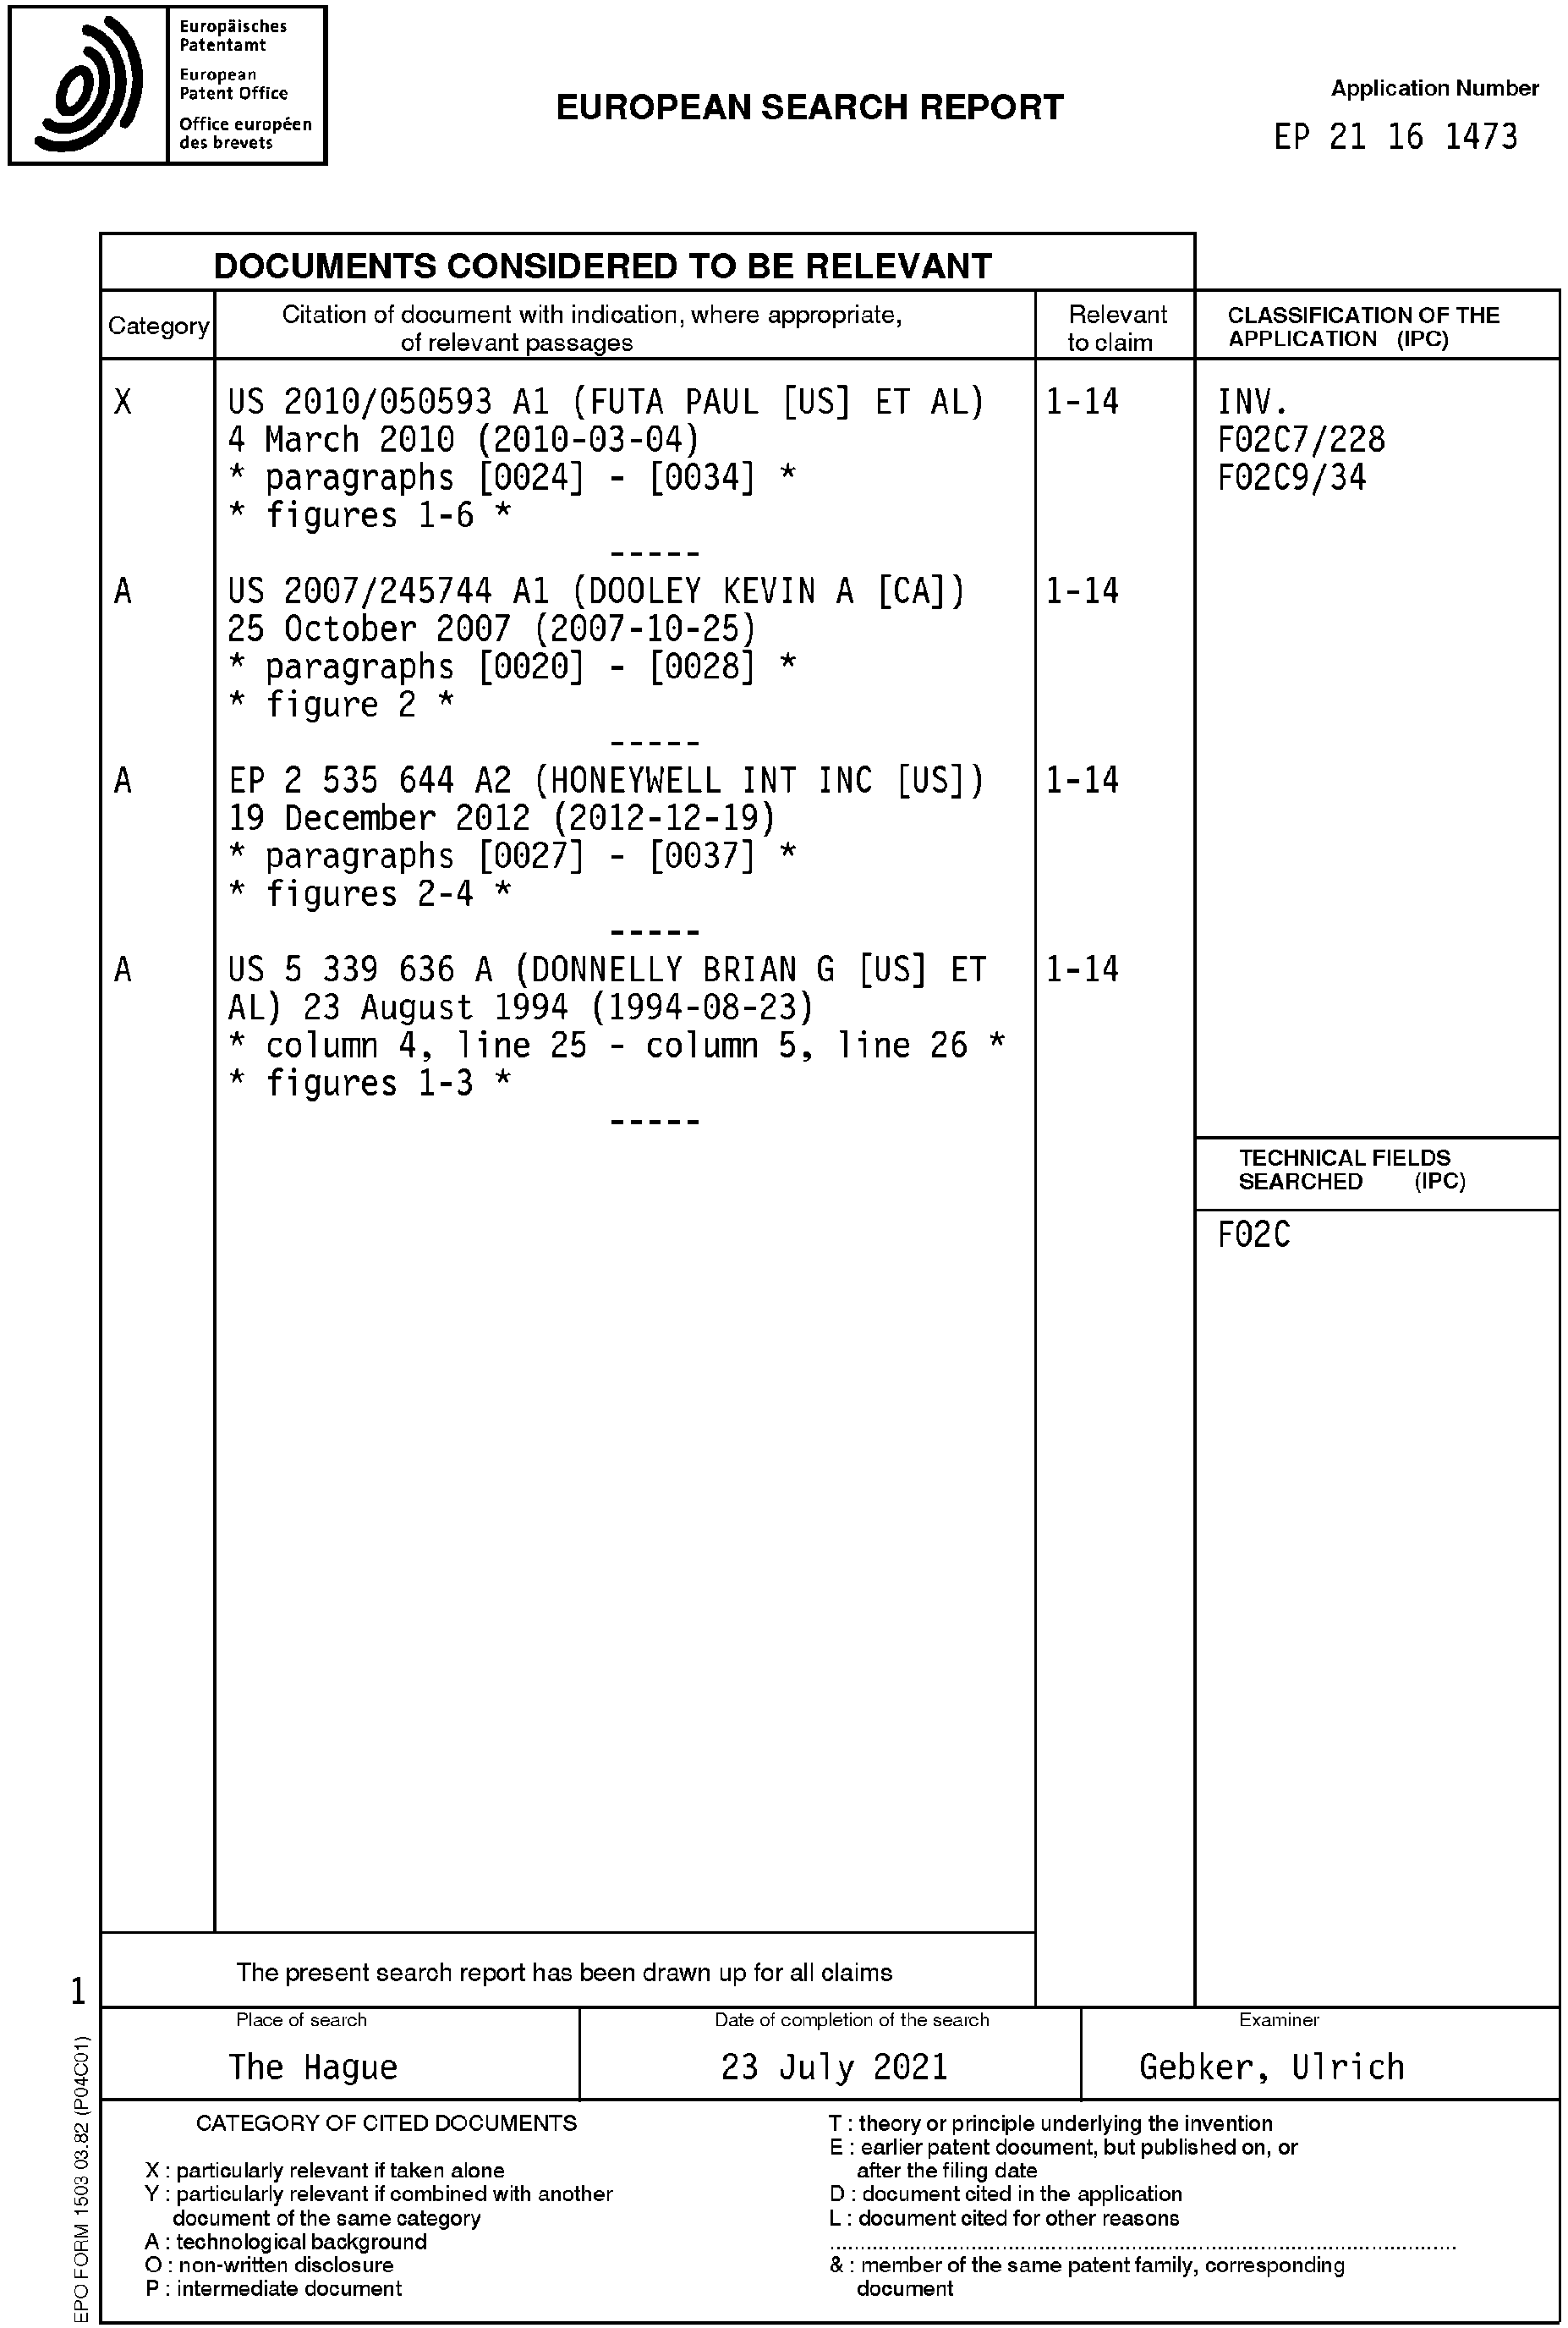 Europäisches
Patentamt
European
Patent Office
Office européen
des brevets
EUROPEAN SEARCH REPORT
Application Number
EP 21 16 1473
DOCUMENTS CONSIDERED TO BE RELEVANT
Category
Citation of document with indication, where appropriate,
of relevant passages
Relevant
to claim
CLASSIFICATION OF THE
APPLICATION (IPC)
X
US 2010/050593 A1 (FUTA PAUL [US] ET AL)
4 March 2010 (2010-03-04)
* paragraphs [0024] - [0034] *
* figures 1-6 *
-----
1-14
INV.
F02C7/228
F02C9/34
A
US 2007/245744 A1 (DOOLEY KEVIN A [CA])
25 October 2007 (2007-10-25)
* paragraphs [0020] - [0028] *
* figure 2 *
-----
1-14
A
EP 2 535 644 A2 (HONEYWELL INT INC [US])
19 December 2012 (2012-12-19)
* paragraphs [0027] - [0037] *
* figures 2-4 *
-----
1-14
A
US 5 339 636 A (DONNELLY BRIAN G [US] ET
AL) 23 August 1994 (1994-08-23)
* column 4, line 25 - column 5, line 26 *
* figures 1-3 *
-----
1-14
TECHNICAL FIELDS
SEARCHED (IPC)
F02C
The present search report has been drawn up for all claims
1
Place of search
The Hague
Date of completion of the search
23 July 2021
Examiner
Gebker, Ulrich
CATEGORY OF CITED DOCUMENTS
X : particularly relevant if taken alone
Y : particularly relevant if combined with another
document of the same category
A : technological background
O : non-written disclosure
P : intermediate document
T : theory or principle underlying the invention
E : earlier patent document, but published on, or
after the filing date
D : document cited in the application
L : document cited for other reasons
& : member of the same patent family, corresponding
document
EPO FORM 1503 03.82 (P04C01)